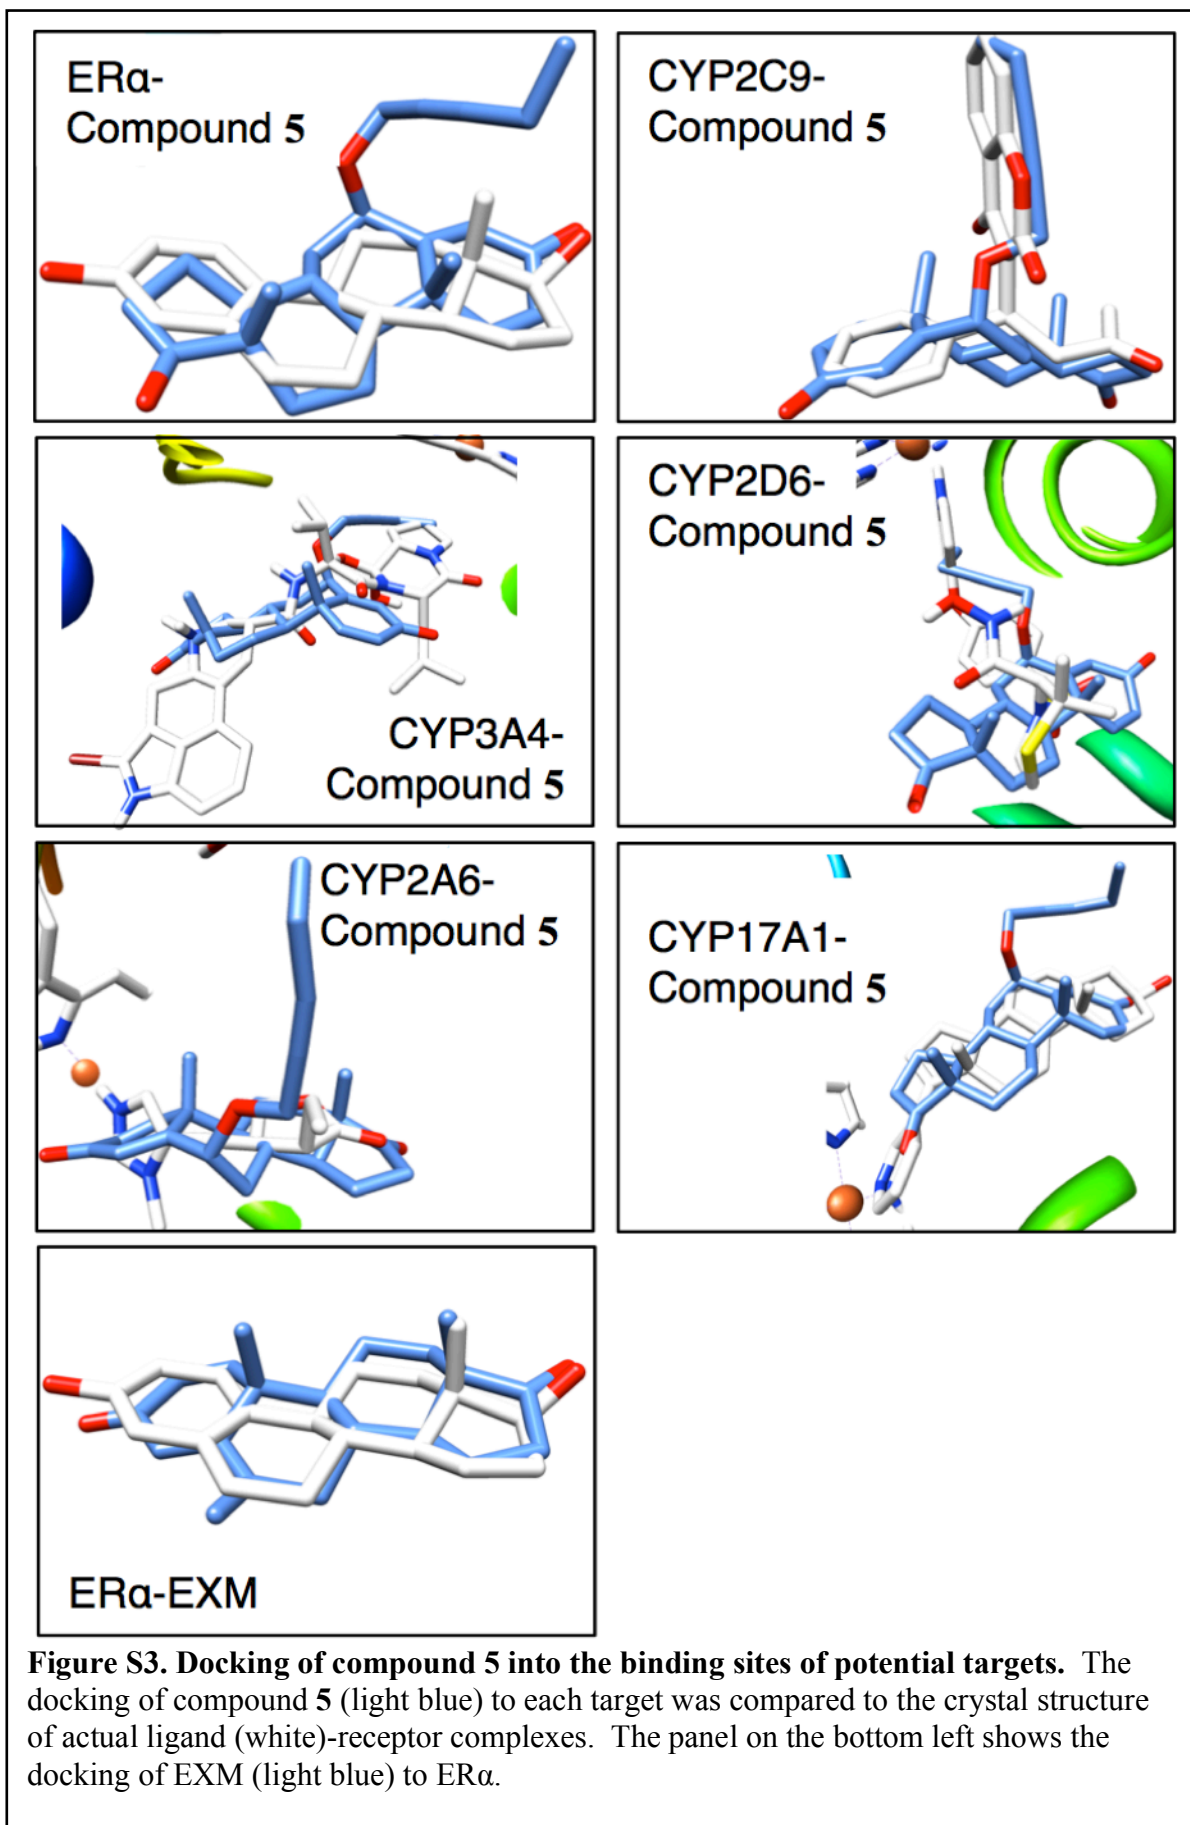 ERα-
Compound 5
CYP2C9-
Compound 5
CYP3A4-
Compound 5
CYP2D6-
Compound 5
CYP2A6-
Compound 5
CYP17A1-
Compound 5
ERα-EXM
Figure S3. Docking of compound 5 into the binding sites of potential targets. The
docking of compound 5 (light blue) to each target was compared to the crystal structure
of actual ligand (white)-receptor complexes. The panel on the bottom left shows the
docking of EXM (light blue) to ERα.